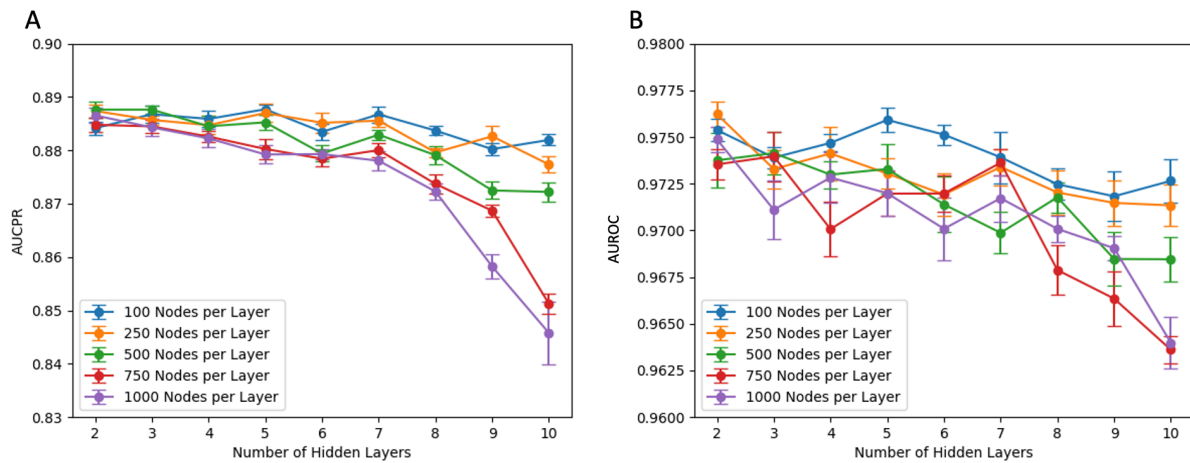 A
0.90
0.89
0.88
0.87
0.86
0.85
0.84
0.83
AUCPR
100 Nodes per Layer
250 Nodes per Layer
500 Nodes per Layer
750 Nodes per Layer
1000 Nodes per Layer
2 3 4 5 6 7 8 9 10
Number of Hidden Layers
B
0.9800
0.9775
0.9750
0.9725
0.9700
0.9675
0.9650
0.9625
0.9600
AUROC
100 Nodes per Layer
250 Nodes per Layer
500 Nodes per Layer
750 Nodes per Layer
1000 Nodes per Layer
2 3 4 5 6 7 8 9 10
Number of Hidden Layers